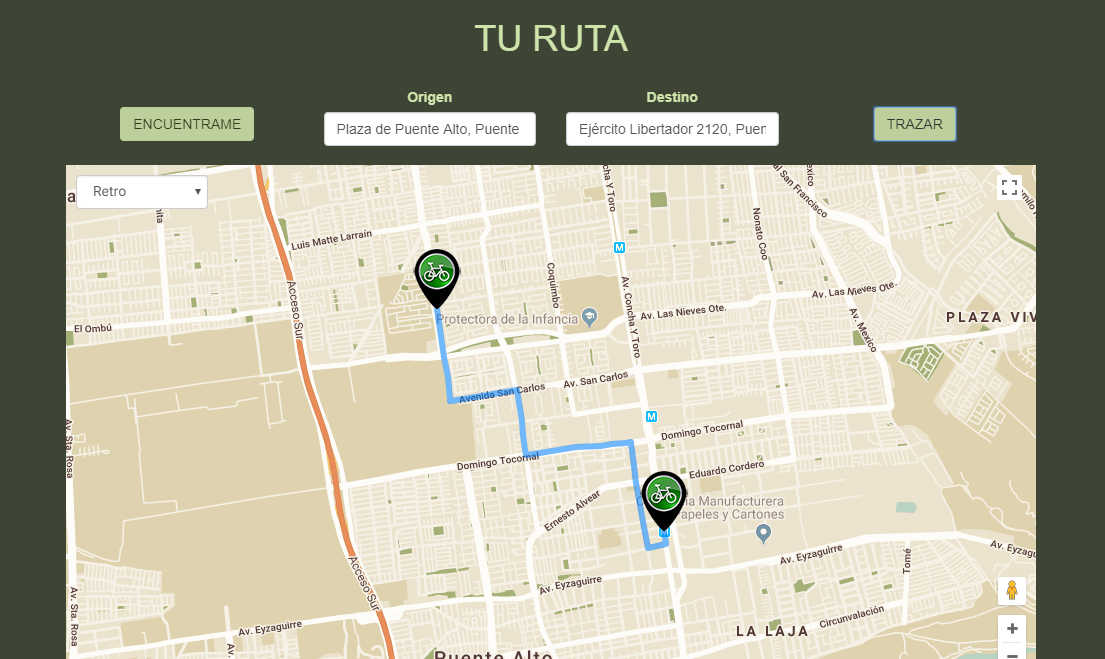 TU RUTA
Origen
Destino
ENCUENTRAME
Plaza de Puente Alto, Puente
Ejército Libertador 2120, Puen
TRAZAR
Retro
Luis Matte Larraín
Concha Y Toro
San Francisco
Nonato Coo
Camilo
Coquimbo
Acceso Sur
Av. Concha Y Toro
Av. Las Nieves Ote.
Av. Las Nieves Ote.
Protectora de la Infancia
PLAZA VIV
El Ombú
Av. México
Av. San Carlos
Avenida San Carlos
Av. Sta. Rosa
Domingo Tocornal
Domingo Tocornal
Eduardo Cordero
Ernesto Alvear
Manufacturera
Papeles y Cartones
Av. Eyzaguirre
Av. Eyzag
Tomé
Acceso Sur
Av. Eyzaguirre
Av. Sta. Rosa
Circunvalación
Av. Eyzaguirre
LA LAJA
Av.
Puente Alto